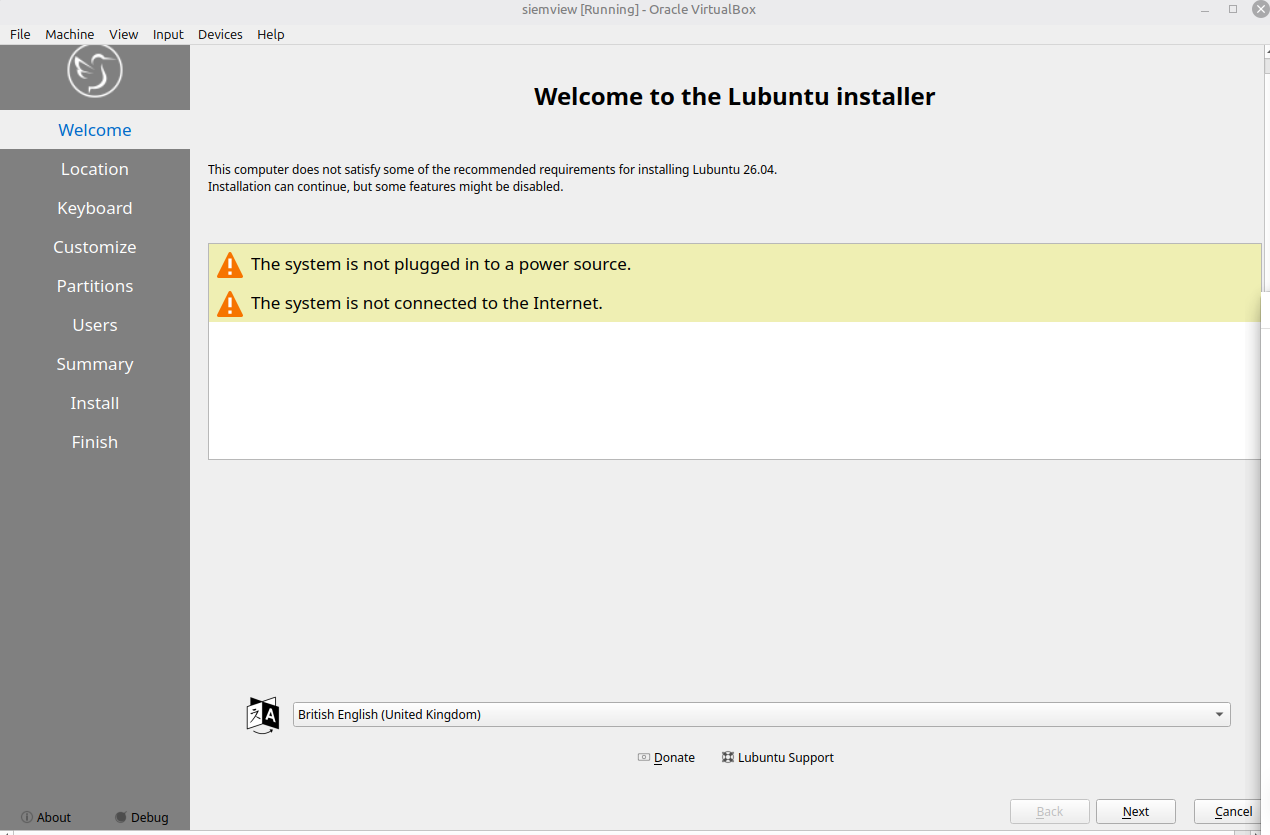 siemview [Running] - Oracle VirtualBox
File Machine View Input Devices Help
Welcome
Location
Keyboard
Customize
Partitions
Users
Summary
Install
Finish
About
Debug
Welcome to the Lubuntu installer
This computer does not satisfy some of the recommended requirements for installing Lubuntu 26.04.
Installation can continue, but some features might be disabled.
The system is not plugged in to a power source.
The system is not connected to the Internet.
British English (United Kingdom)
Donate
Lubuntu Support
Back
Next
Cancel